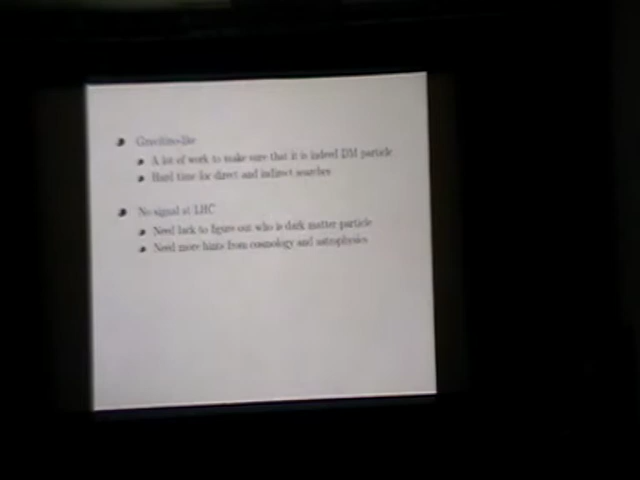 Gravitino-like
A lot of work to make sure that it is indeed DM particle
Hard time for direct and indirect searches
No signal at LHC
Need luck to figure out who is dark matter particle
Need more hints from cosmology and astrophysics